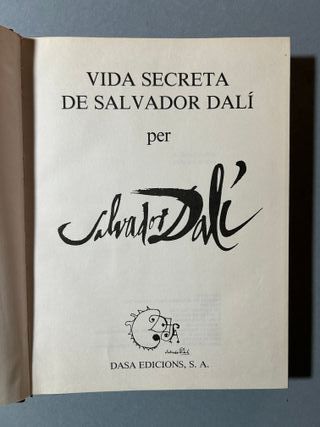 VIDA SECRETA
DE SALVADOR DALÍ
per
Salvador Dalí
DASA EDICIONS, S. A.